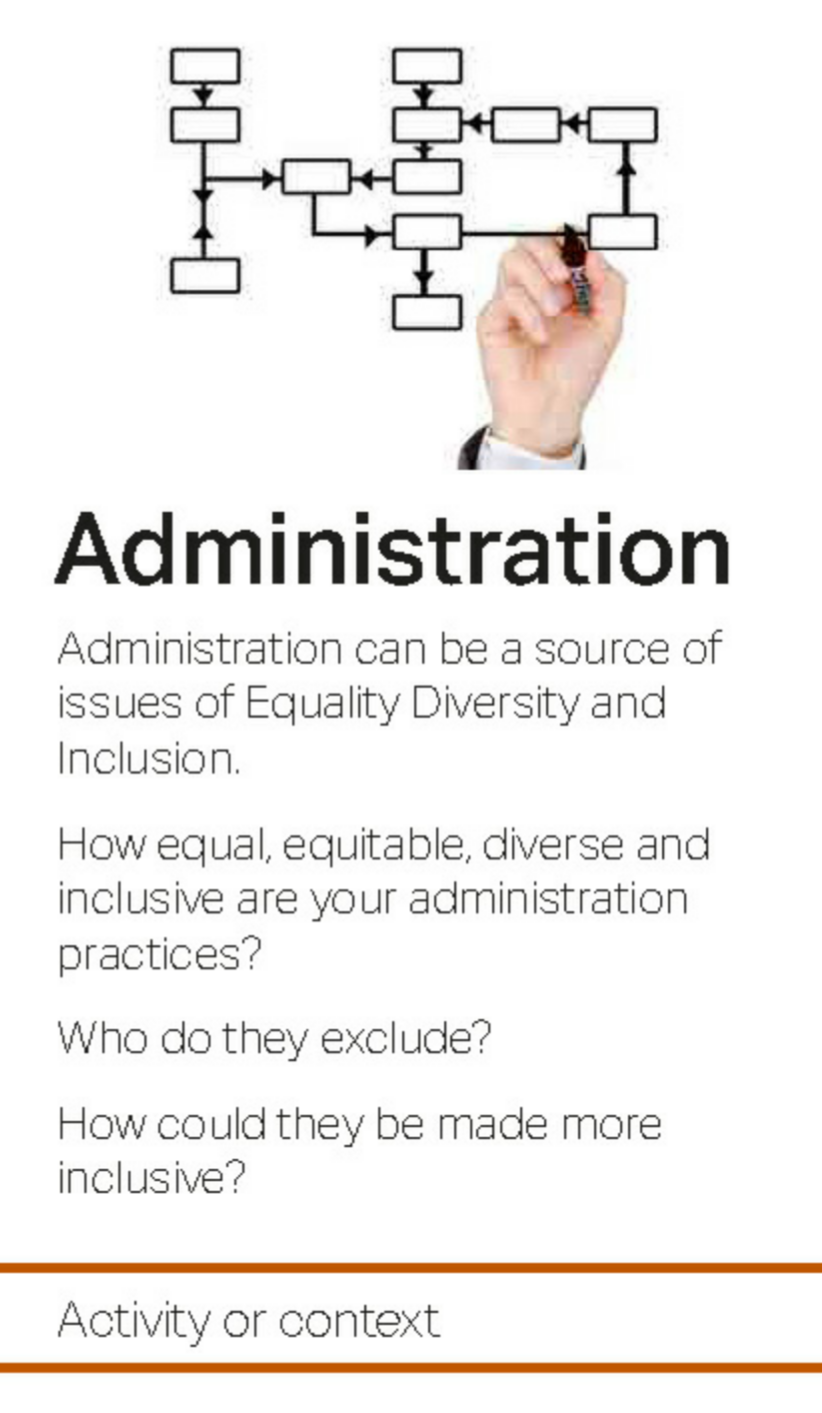 Administration
Administration can be a source of
issues of Equality Diversity and
Inclusion.
How equal, equitable, diverse and
inclusive are your administration
practices?
Who do they exclude?
How could they be made more
inclusive?
Activity or context